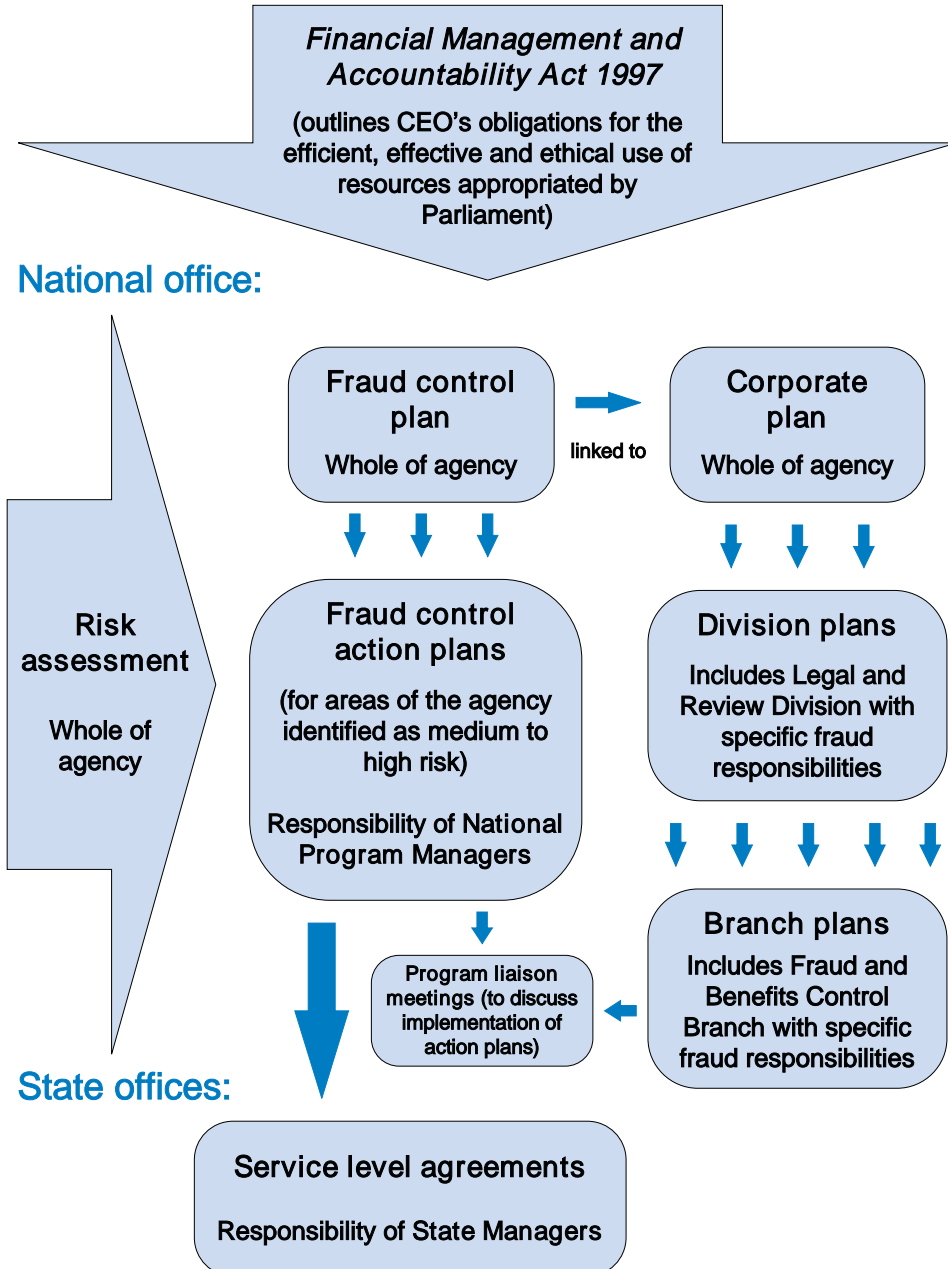 Financial Management and
Accountability Act 1997
(outlines CEO's obligations for the
efficient, effective and ethical use of
resources appropriated by
Parliament)
National office:
Risk
assessment
Whole of
agency
Fraud control
plan
Whole of agency
linked to
Corporate
plan
Whole of agency
Fraud control
action plans
(for areas of the agency
identified as medium to
high risk)
Responsibility of National
Program Managers
Division plans
Includes Legal and
Review Division with
specific fraud
responsibilities
Program liaison
meetings (to discuss
implementation of
action plans)
Branch plans
Includes Fraud and
Benefits Control
Branch with specific
fraud responsibilities
State offices:
Service level agreements
Responsibility of State Managers